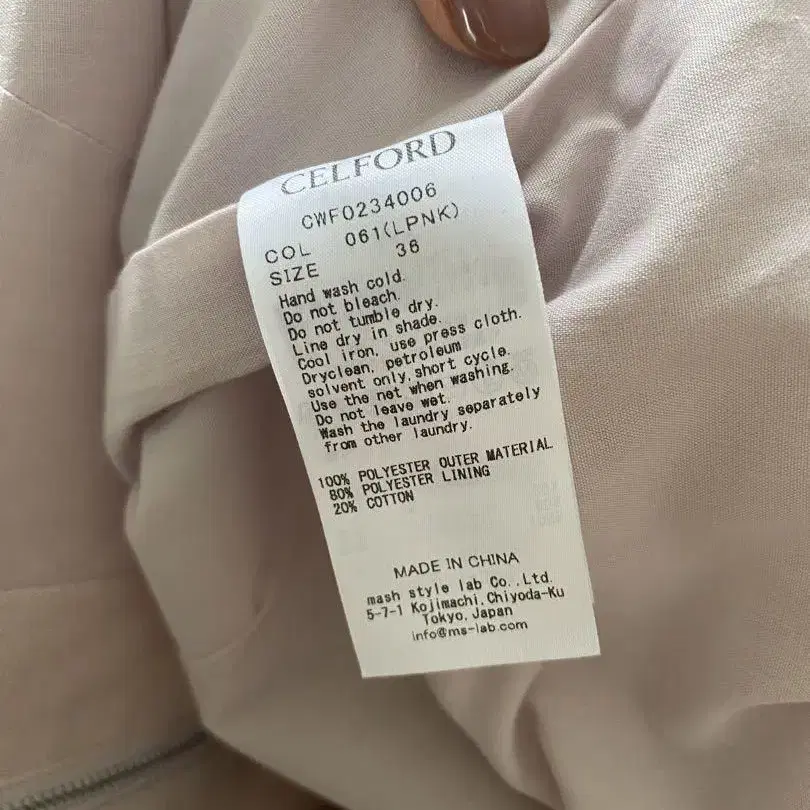 CELFORD
CWF0234006
COL 061(LPNK)
SIZE 36
Hand wash cold.
Do not bleach.
Do not tumble dry.
Line dry in shade.
Cool iron, use press cloth.
Dryclean, petroleum
solvent only, short cycle.
Use the net when washing.
Do not leave wet.
Wash the laundry separately
from other laundry.
100% POLYESTER OUTER MATERIAL
80% POLYESTER LINING
20% COTTON
MADE IN CHINA
mash style lab Co.,Ltd.
5-7-1 Kojimachi,Chiyoda-Ku
Tokyo,Japan
info@ms-lab.com